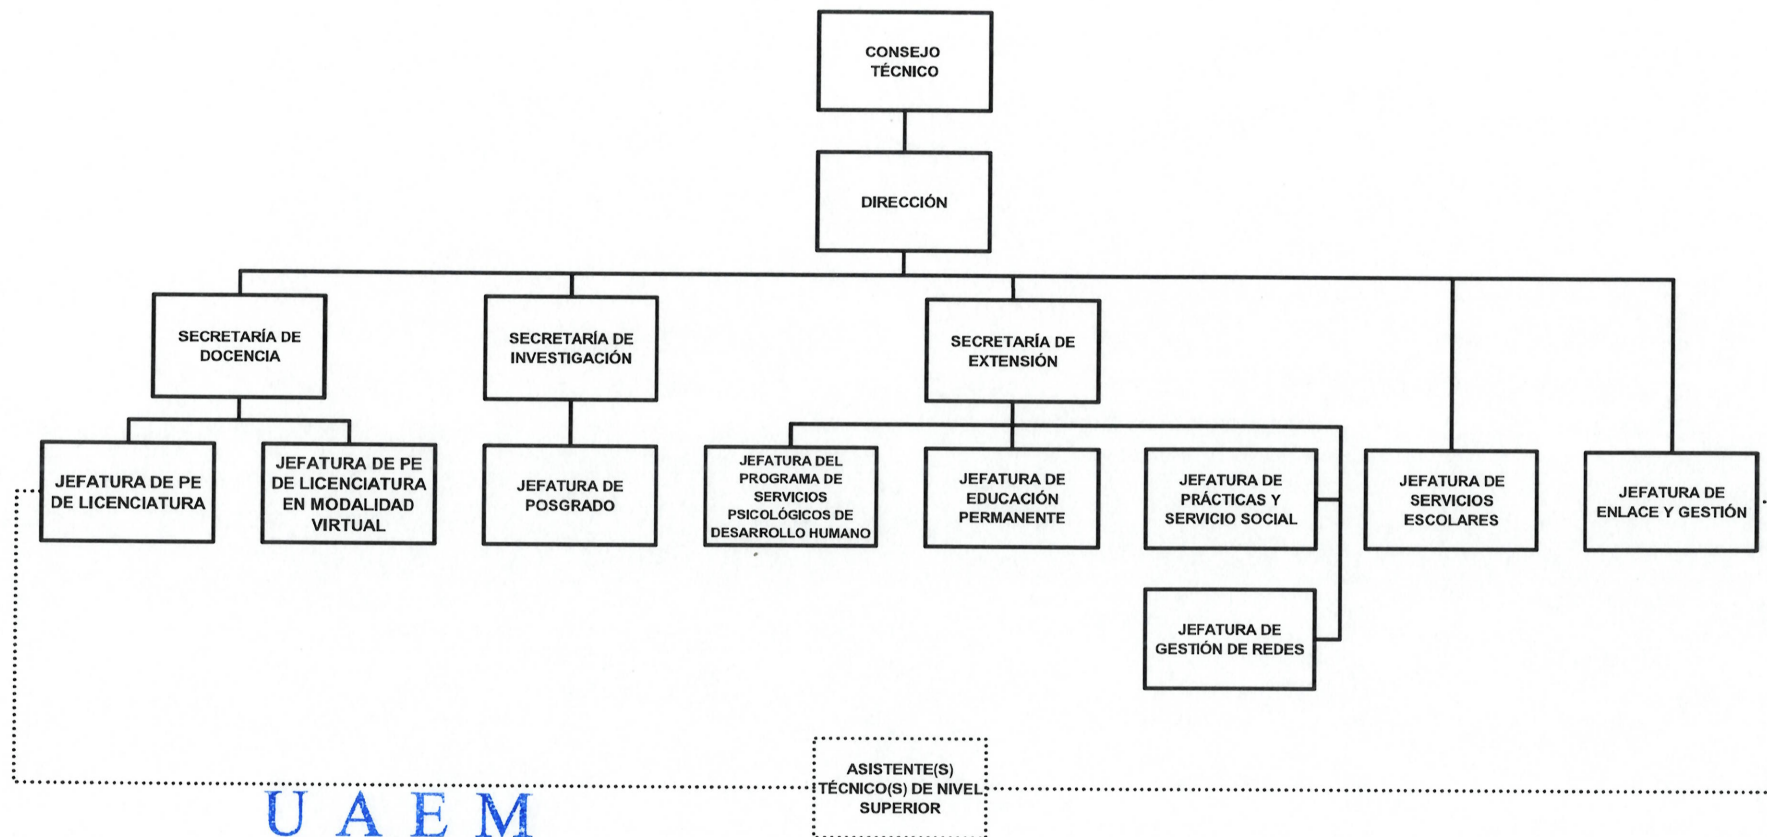 CONSEJO
TÉCNICO
DIRECCIÓN
SECRETARÍA DE
DOCENCIA
SECRETARÍA DE
INVESTIGACIÓN
SECRETARÍA DE
EXTENSIÓN
JEFATURA DE PE
DE LICENCIATURA
JEFATURA DE PE
DE LICENCIATURA
EN MODALIDAD
VIRTUAL
JEFATURA DE
POSGRADO
JEFATURA DEL
PROGRAMA DE
SERVICIOS
PSICOLÓGICOS DE
DESARROLLO HUMANO
JEFATURA DE
EDUCACIÓN
PERMANENTE
JEFATURA DE
PRÁCTICAS Y
SERVICIO SOCIAL
JEFATURA DE
SERVICIOS
ESCOLARES
JEFATURA DE
ENLACE Y GESTIÓN
JEFATURA DE
GESTIÓN DE REDES
ASISTENTE(S)
TÉCNICO(S) DE NIVEL
SUPERIOR
U A E M